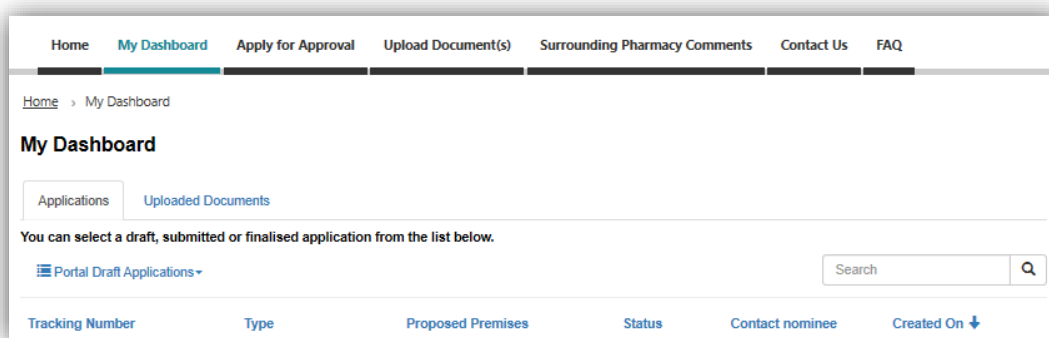 Home My Dashboard Apply for Approval Upload Document(s) Surrounding Pharmacy Comments Contact Us FAQ
Home › My Dashboard
My Dashboard
Applications Uploaded Documents
You can select a draft, submitted or finalised application from the list below.
Portal Draft Applications Search
Tracking Number Type Proposed Premises Status Contact nominee Created On